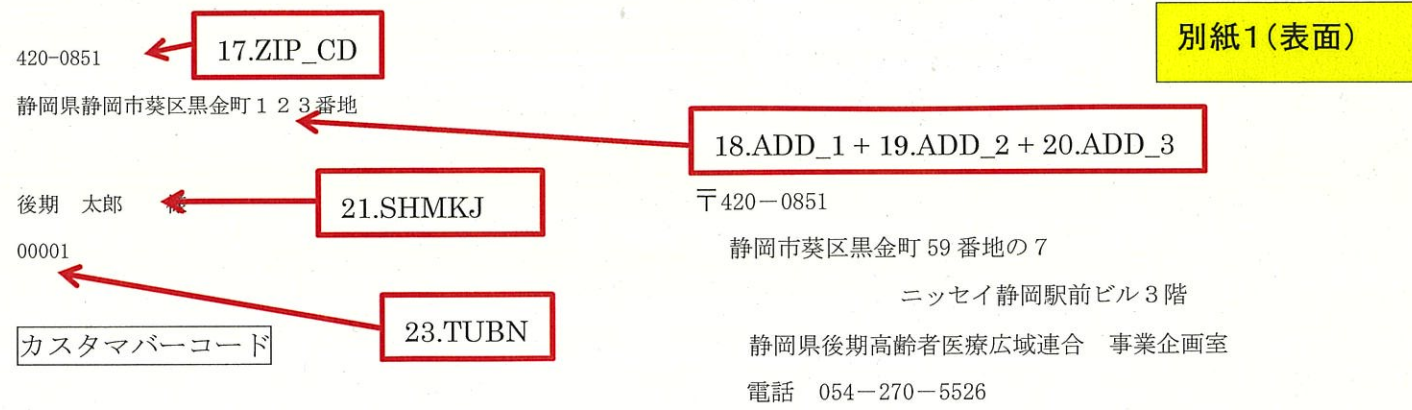 別紙1(表面)
420-0851
17.ZIP_CD
静岡県静岡市葵区黒金町１２３番地
18.ADD_1 + 19.ADD_2 + 20.ADD_3
後期　太郎　様
21.SHMKJ
00001
23.TUBN
カスタマバーコード
〒420－0851
静岡市葵区黒金町 59 番地の７
ニッセイ静岡駅前ビル３階
静岡県後期高齢者医療広域連合　事業企画室
電話　054－270－5526